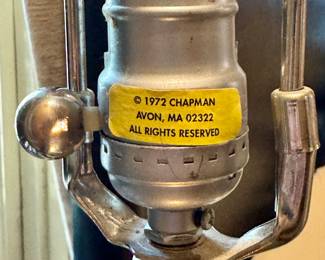 © 1972 CHAPMAN
AVON, MA 02322
ALL RIGHTS RESERVED